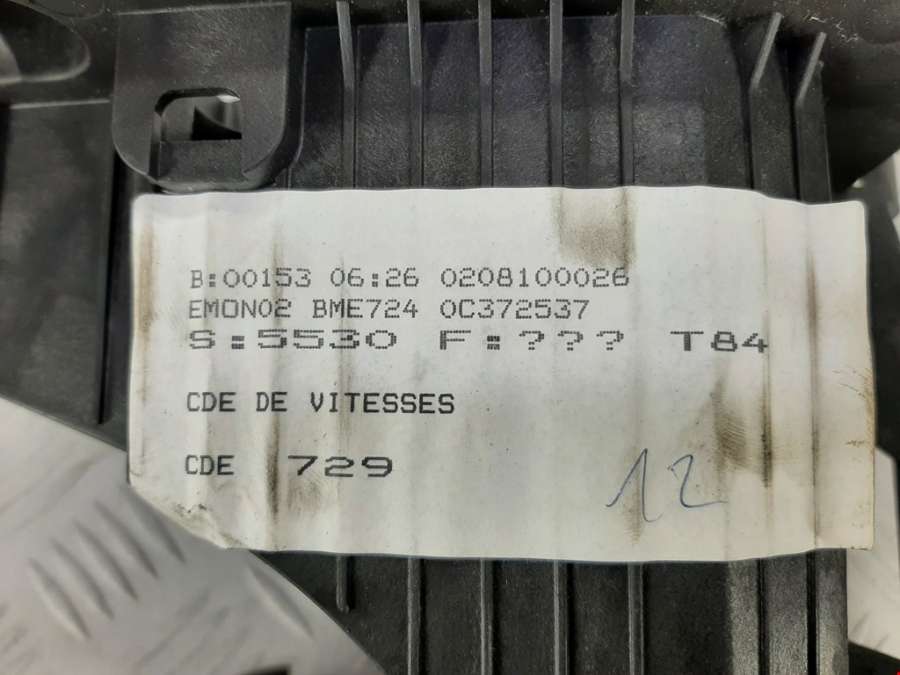 B:00153 06:26 0208100026
EMON02 BME724 0C372537
S:5530 F:??? T84
CDE DE VITESSES
CDE 729
12